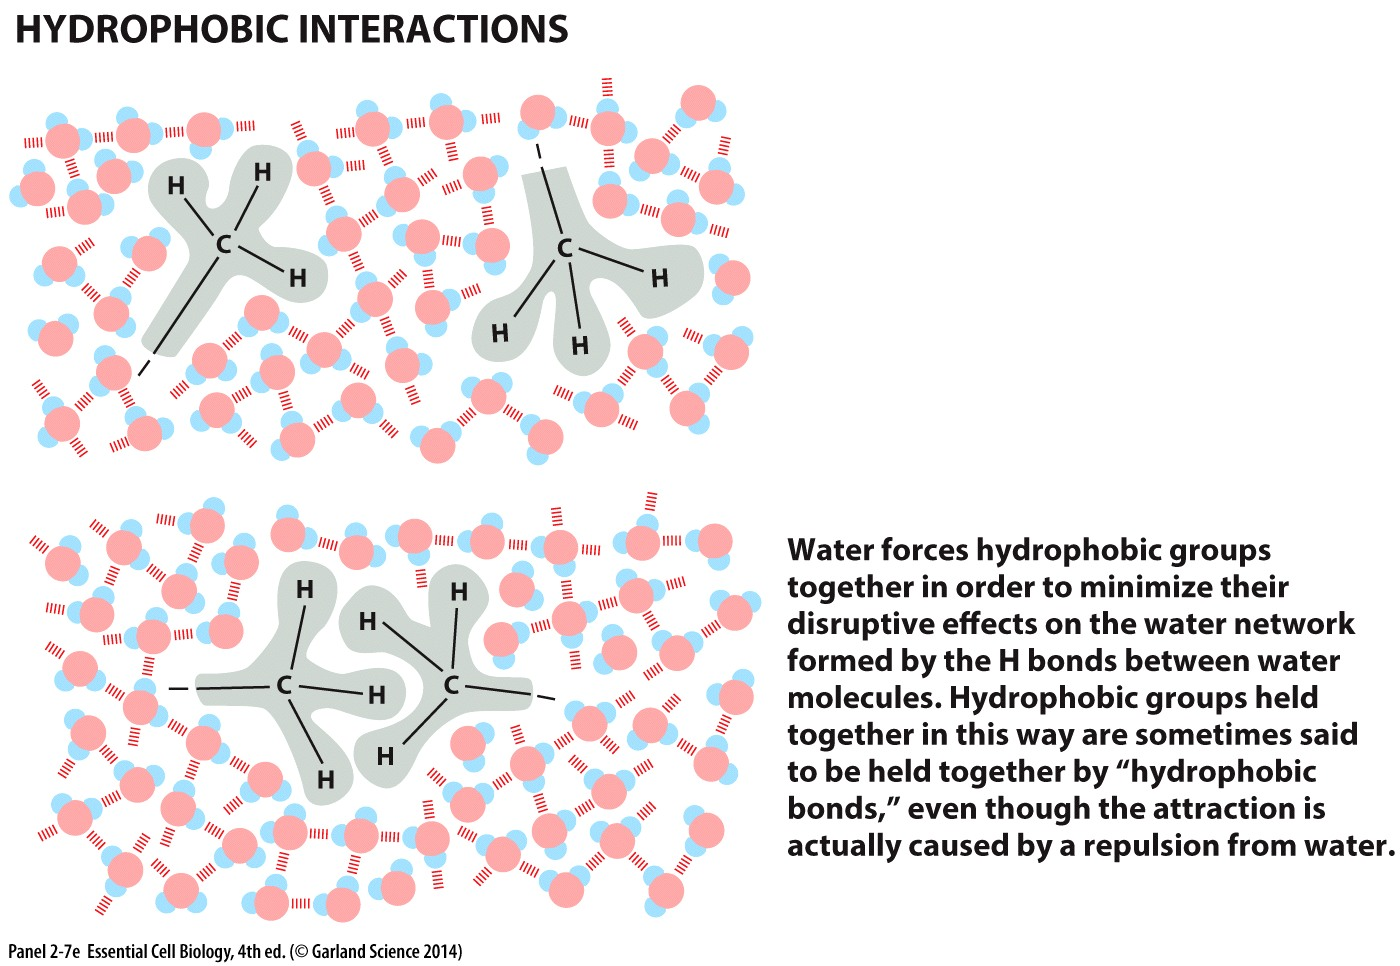 HYDROPHOBIC INTERACTIONS
H
H
C
H
C
H
H
H
H
H
H
C
H
C
H
H
H
Water forces hydrophobic groups
together in order to minimize their
disruptive effects on the water network
formed by the H bonds between water
molecules. Hydrophobic groups held
together in this way are sometimes said
to be held together by “hydrophobic
bonds,” even though the attraction is
actually caused by a repulsion from water.
Panel 2-7e Essential Cell Biology, 4th ed. (© Garland Science 2014)